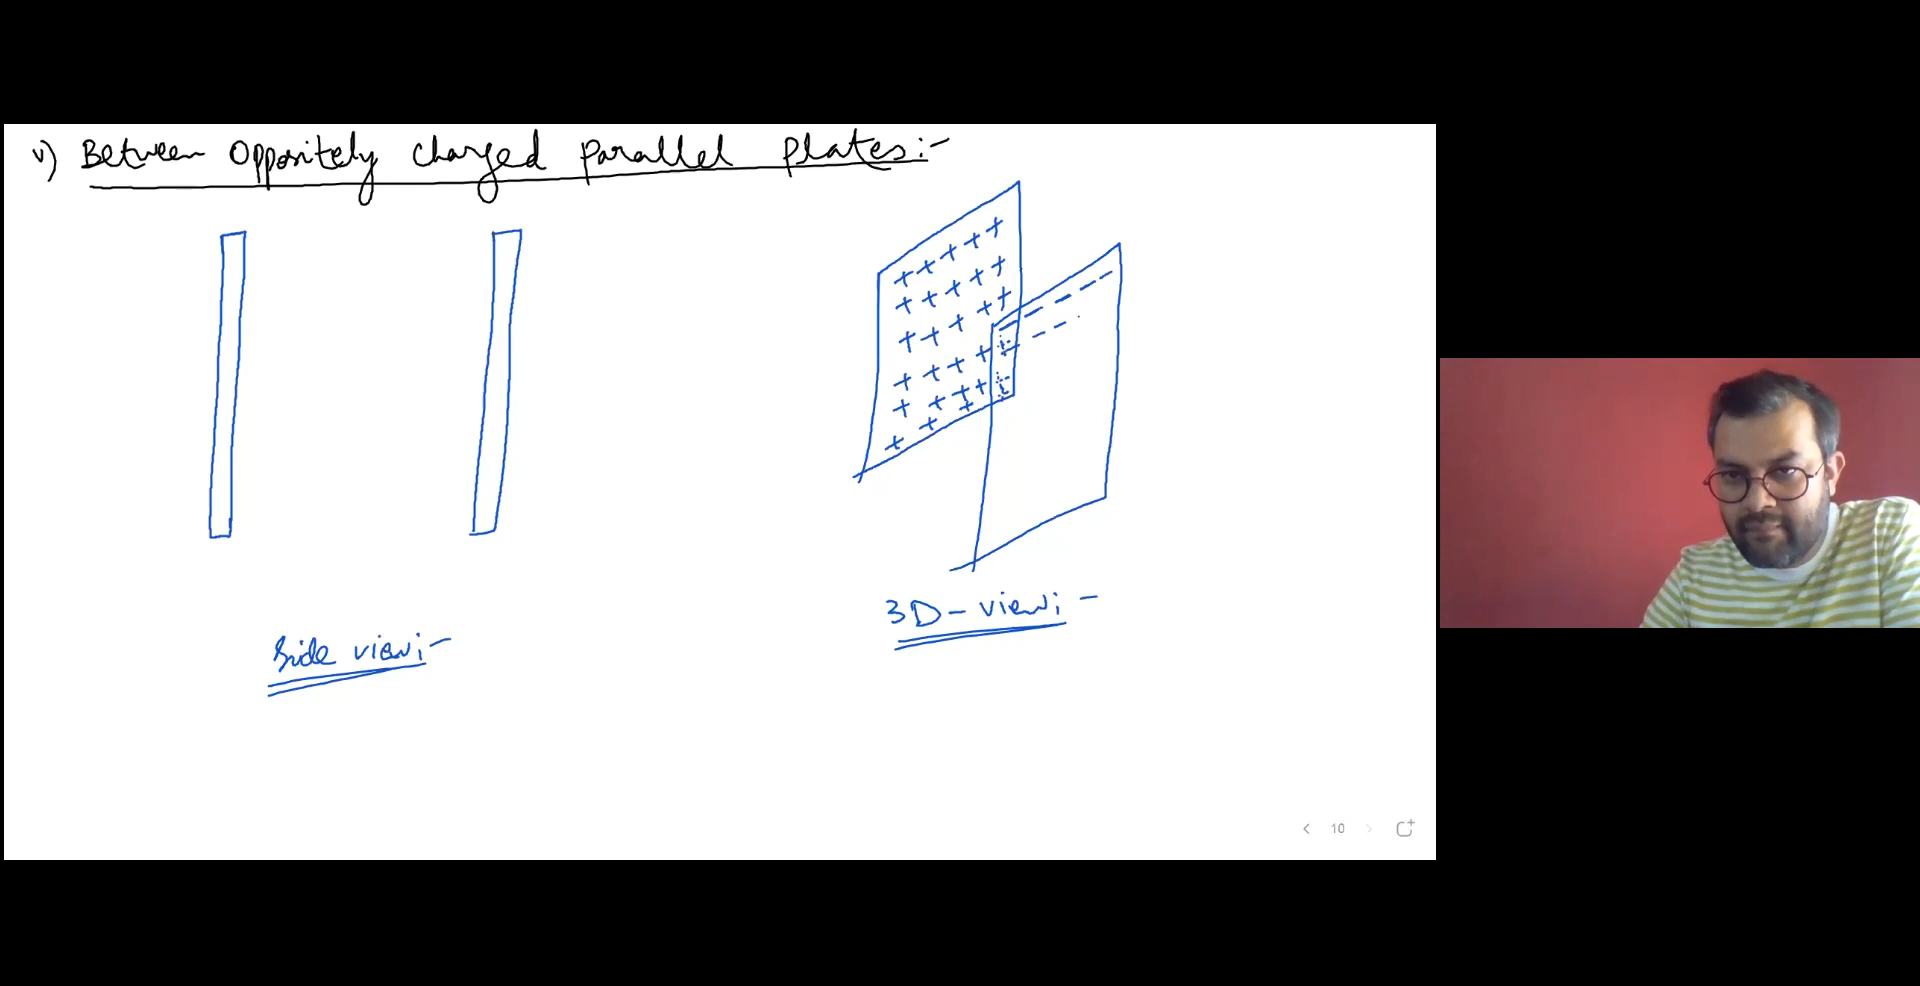 v) Between Oppositely charged parallel plates:-
Side view:-
3D-view:-
10